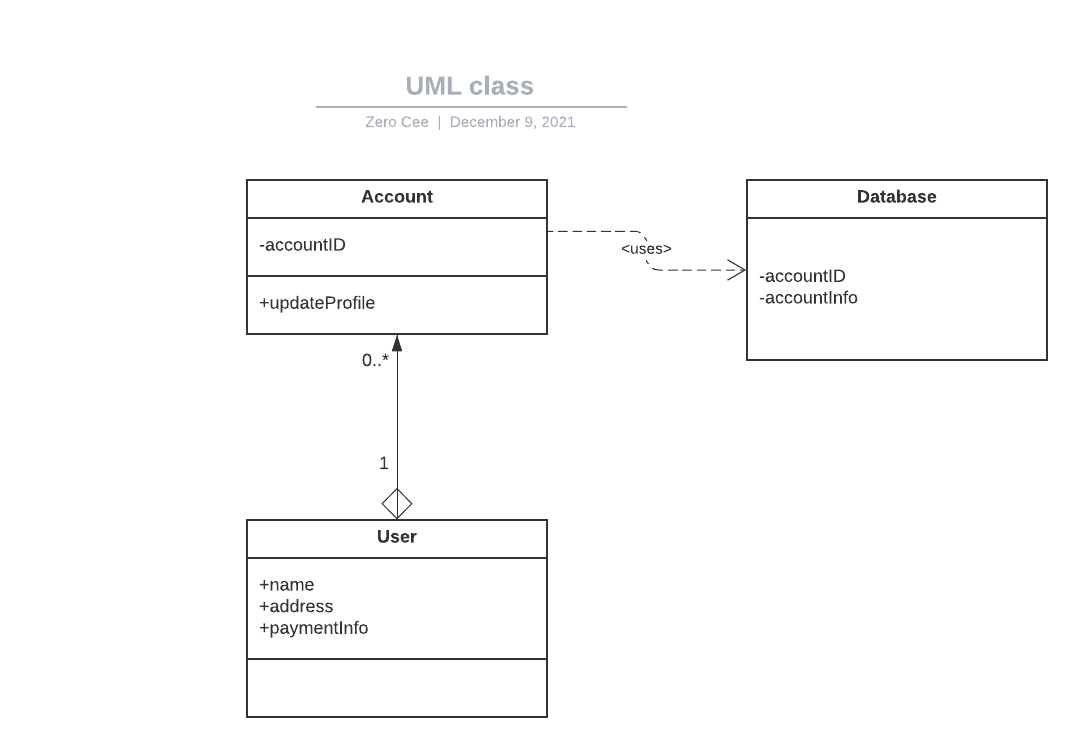 UML class
Zero Cee | December 9, 2021
Account
-accountID
+updateProfile
<uses>
Database
-accountID
-accountInfo
0..*
1
User
+name
+address
+paymentInfo